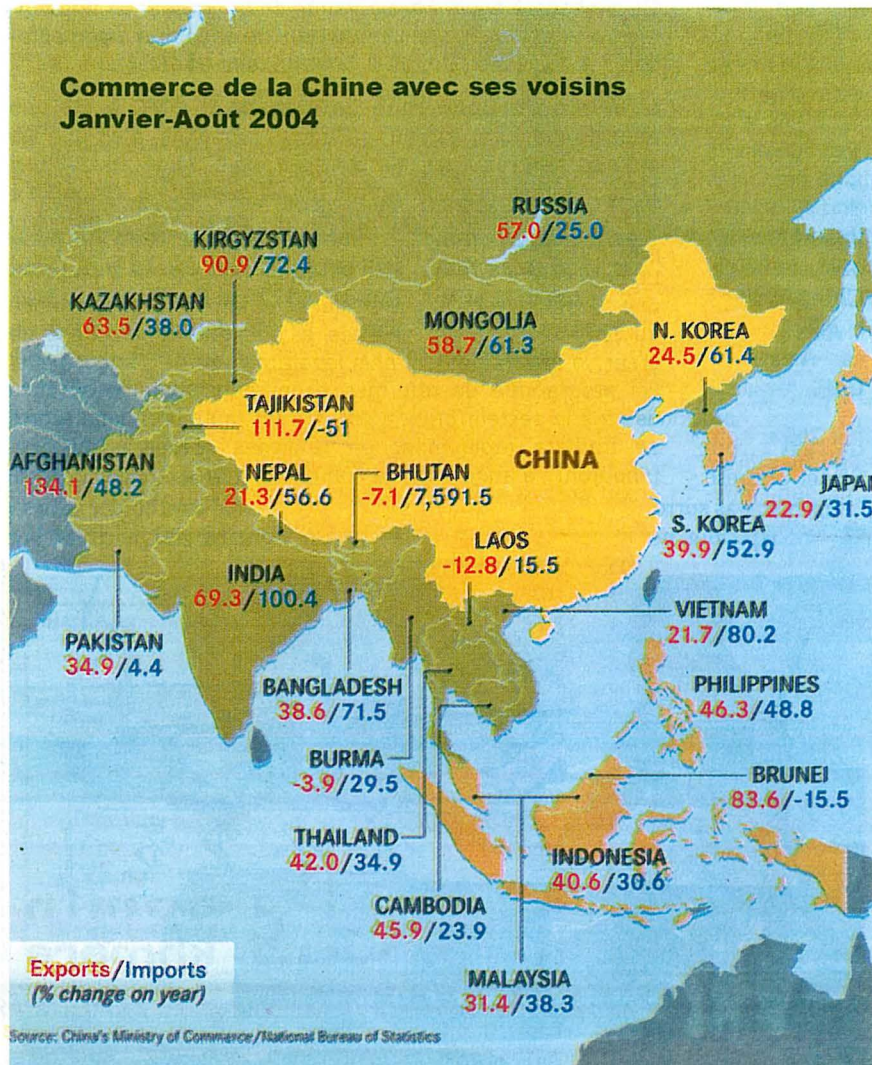 Commerce de la Chine avec ses voisins
Janvier-Août 2004
RUSSIA
57.0/25.0
KIRGYZSTAN
90.9/72.4
KAZAKHSTAN
63.5/38.0
MONGOLIA
58.7/61.3
N. KOREA
24.5/61.4
TAJIKISTAN
111.7/-51
AFGHANISTAN
134.1/48.2
NEPAL
21.3/56.6
BHUTAN
-7.1/7,591.5
CHINA
JAPAN
22.9/31.5
S. KOREA
39.9/52.9
LAOS
-12.8/15.5
INDIA
69.3/100.4
VIETNAM
21.7/80.2
PAKISTAN
34.9/4.4
BANGLADESH
38.6/71.5
PHILIPPINES
46.3/48.8
BURMA
-3.9/29.5
BRUNEI
83.6/-15.5
THAILAND
42.0/34.9
INDONESIA
40.6/30.6
CAMBODIA
45.9/23.9
MALAYSIA
31.4/38.3
Exports/Imports
(% change on year)
Source: China's Ministry of Commerce/National Bureau of Statistics